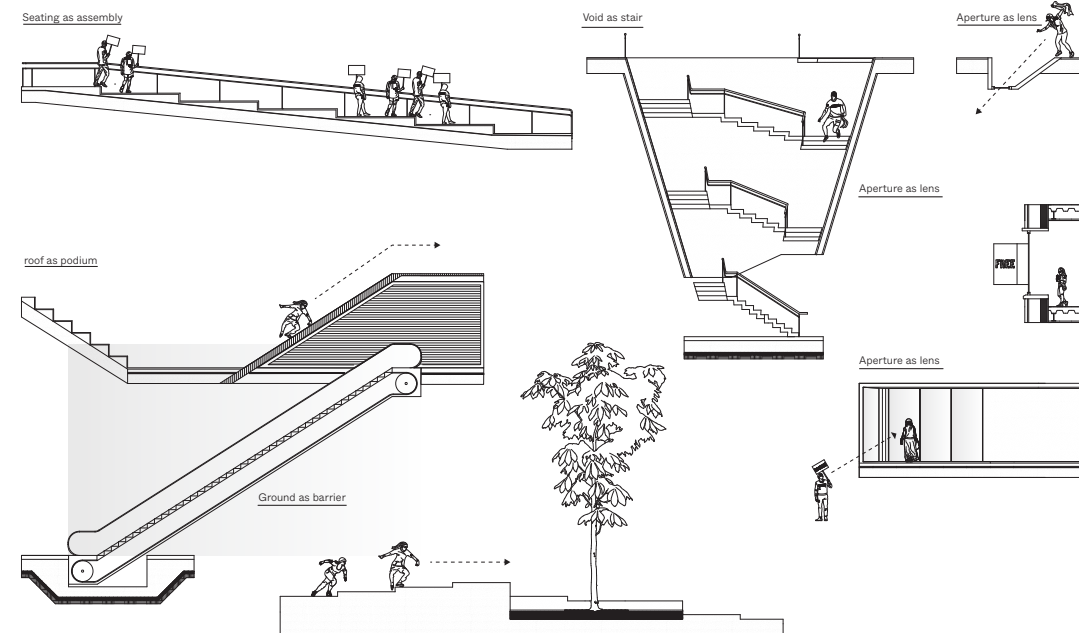 Seating as assembly
Void as stair
Aperture as lens
Aperture as lens
roof as podium
FREE
Aperture as lens
Ground as barrier